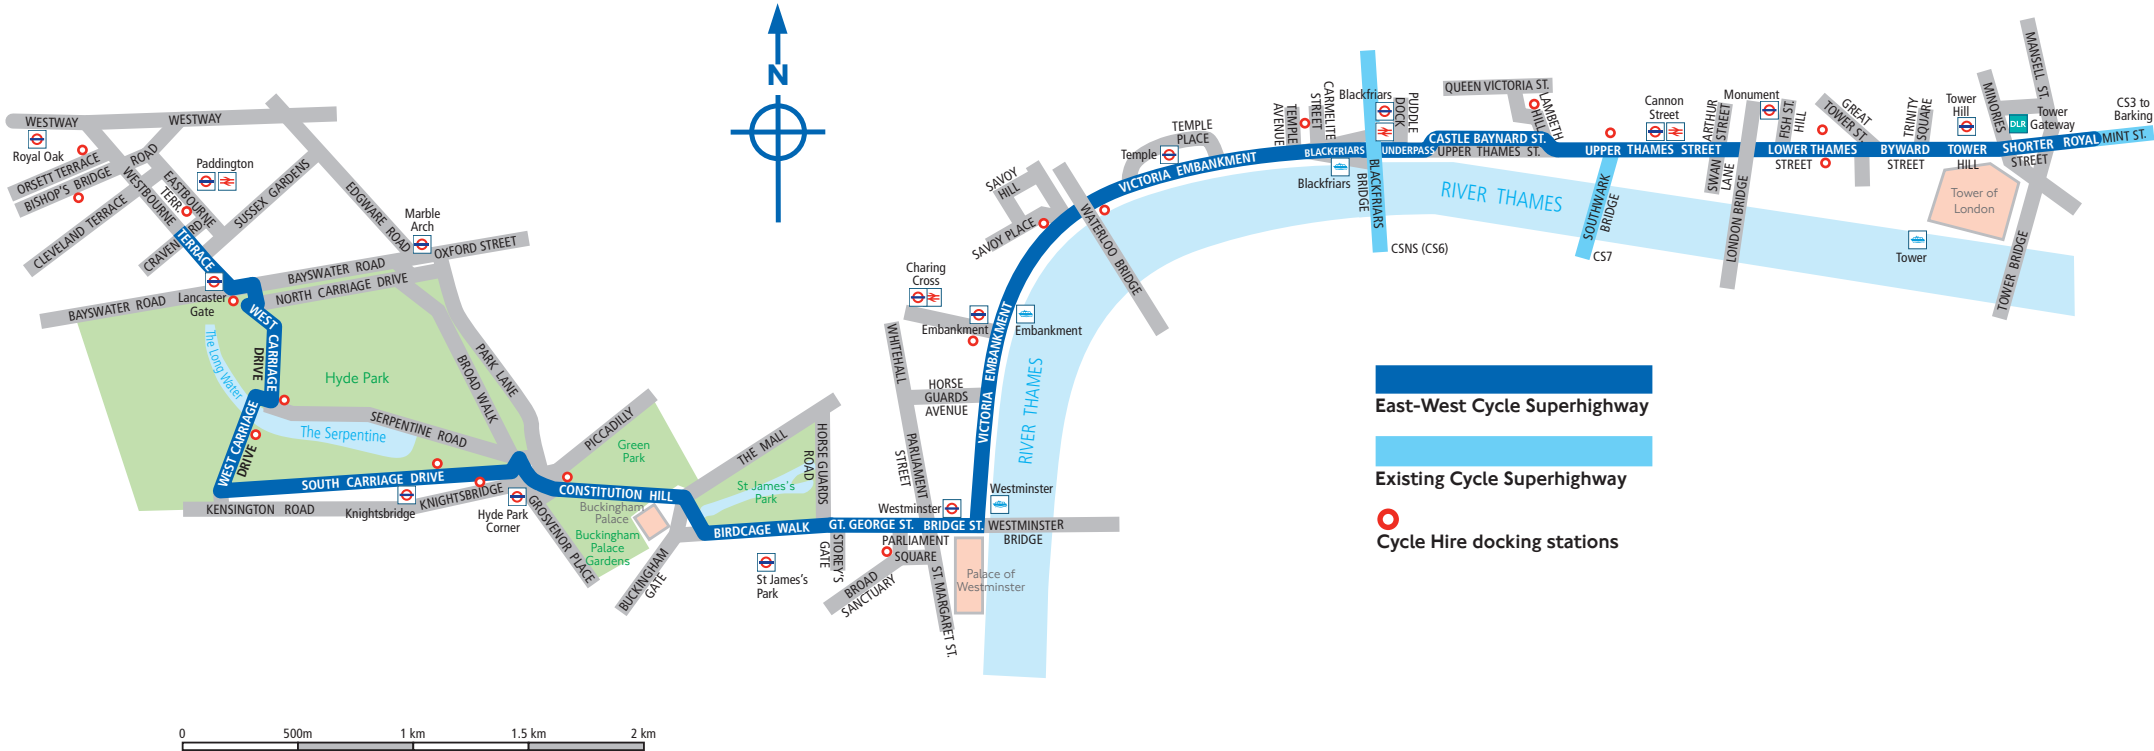 N
WESTWAY
WESTWAY
Royal Oak
ORSETT TERRACE
BISHOP'S BRIDGE
ROAD
CLEVELAND TERRACE
WESTBOURNE
TERRACE
EASTBOURNE
TERR.
Paddington
CRAVEN RD.
SUSSEX GARDENS
EDGWARE ROAD
Marble
Arch
OXFORD STREET
BAYSWATER ROAD
BAYSWATER ROAD
NORTH CARRIAGE DRIVE
Lancaster
Gate
WEST
CARRIAGE
DRIVE
The Long Water
Hyde Park
BROAD WALK
PARK LANE
SERPENTINE ROAD
The Serpentine
WEST CARRIAGE
DRIVE
SOUTH CARRIAGE DRIVE
KENSINGTON ROAD
Knightsbridge
KNIGHTSBRIDGE
Hyde Park
Corner
GROSVENOR PLACE
PICCADILLY
Green
Park
CONSTITUTION HILL
Buckingham
Palace
Buckingham
Palace
Gardens
BUCKINGHAM
GATE
THE MALL
St James's
Park
HORSE GUARDS
ROAD
BIRDCAGE WALK
St James's
Park
GT. GEORGE ST.
STOREY'S
GATE
BRIDGE ST.
PARLIAMENT
SQUARE
BROAD
SANCTUARY
ST. MARGARET ST.
Palace of
Westminster
WESTMINSTER
BRIDGE
Westminster
Westminster
WHITEHALL
PARLIAMENT
STREET
HORSE
GUARDS
AVENUE
Charing
Cross
Embankment
Embankment
VICTORIA EMBANKMENT
RIVER THAMES
SAVOY
HILL
SAVOY PLACE
WATERLOO BRIDGE
Temple
TEMPLE
PLACE
VICTORIA EMBANKMENT
TEMPLE
AVENUE
CARMELITE
STREET
Blackfriars
PUDDLE
DOCK
BLACKFRIARS UNDERPASS
Blackfriars
BLACKFRIARS
BRIDGE
CSNS (CS6)
RIVER THAMES
QUEEN VICTORIA ST.
LAMBETH
HILL
CASTLE BAYNARD ST.
UPPER THAMES ST.
UPPER THAMES STREET
SOUTHWARK
BRIDGE
CS7
Cannon
Street
ARTHUR
STREET
SWAN
LANE
LONDON BRIDGE
Monument
FISH ST.
HILL
LOWER THAMES
STREET
GREAT
TOWER ST.
BYWARD
STREET
TRINITY
SQUARE
Tower
Hill
TOWER
HILL
MINORIES
MANSELL ST.
DLR
Tower
Gateway
SHORTER
STREET
ROYAL
MINT ST.
CS3 to
Barking
Tower of
London
Tower
TOWER BRIDGE
East-West Cycle Superhighway
Existing Cycle Superhighway
Cycle Hire docking stations
0 500m 1 km 1.5 km 2 km